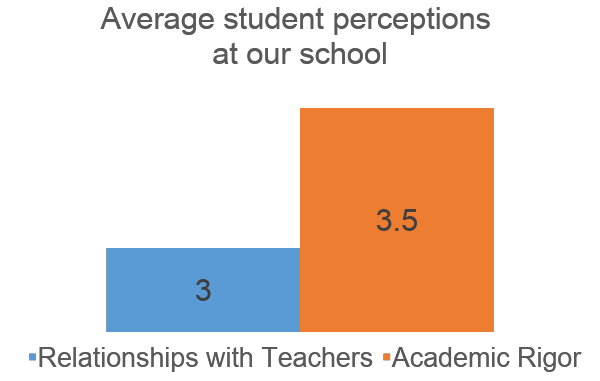 Average student perceptions
at our school
3.5
3
Relationships with Teachers Academic Rigor